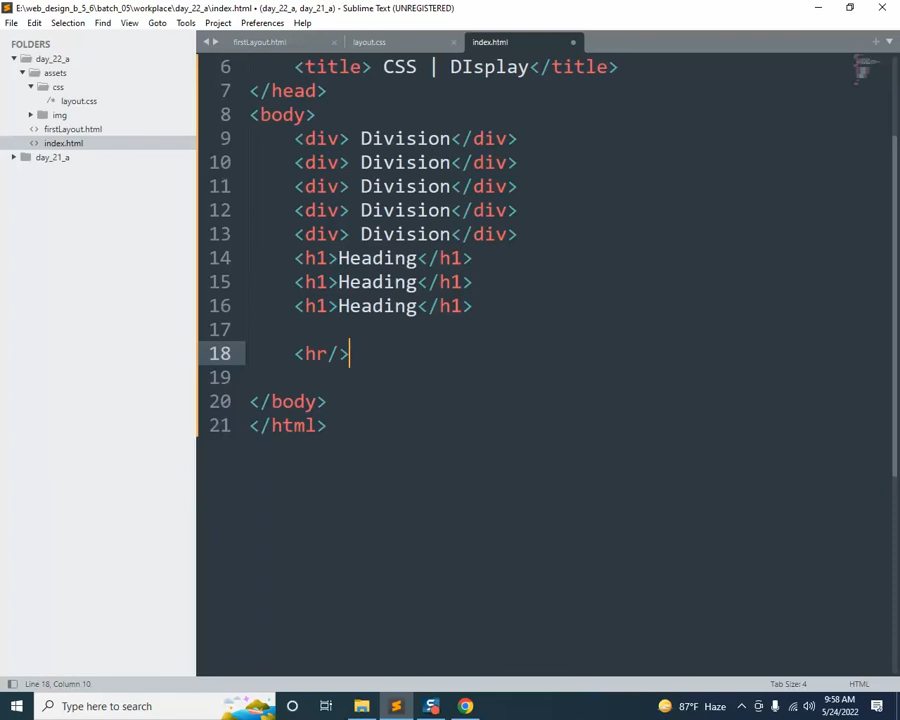 E:\web_design_b_5_6\batch_05\workplace\day_22_a\index.html • (day_22_a, day_21_a) - Sublime Text (UNREGISTERED)
File Edit Selection Find View Goto Tools Project Preferences Help
FOLDERS
day_22_a
assets
css
layout.css
img
firstLayout.html
index.html
day_21_a
firstLayout.html layout.css index.html
6 <title> CSS | DIsplay</title>
7 </head>
8 <body>
9 <div> Division</div>
10 <div> Division</div>
11 <div> Division</div>
12 <div> Division</div>
13 <div> Division</div>
14 <h1>Heading</h1>
15 <h1>Heading</h1>
16 <h1>Heading</h1>
17
18 <hr/>
19
20 </body>
21 </html>
Line 18, Column 10 Tab Size: 4 HTML
Type here to search 87°F Haze 9:58 AM
5/24/2022